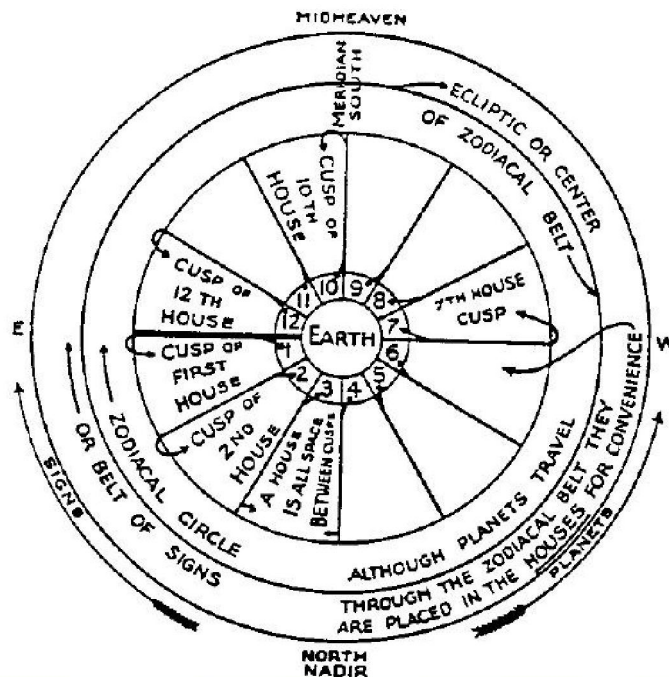 MIDHEAVEN
MERIDIAN
SOUTH
ECLIPTIC OR CENTER
OF ZODIACAL BELT
CUSP OF
10TH
HOUSE
CUSP OF
12 TH
HOUSE
7TH HOUSE
CUSP
11
10
9
8
12
7
EARTH
1
6
2
3
4
5
E
W
CUSP OF
FIRST
HOUSE
CUSP OF
2ND
HOUSE
A HOUSE
IS ALL SPACE
BETWEEN CUSPS
ZODIACAL CIRCLE
OR BELT OF SIGNS
SIGNS
ALTHOUGH PLANETS TRAVEL
THROUGH THE ZODIACAL BELT THEY
ARE PLACED IN THE HOUSES FOR CONVENIENCE
PLANETS
NORTH
NADIR